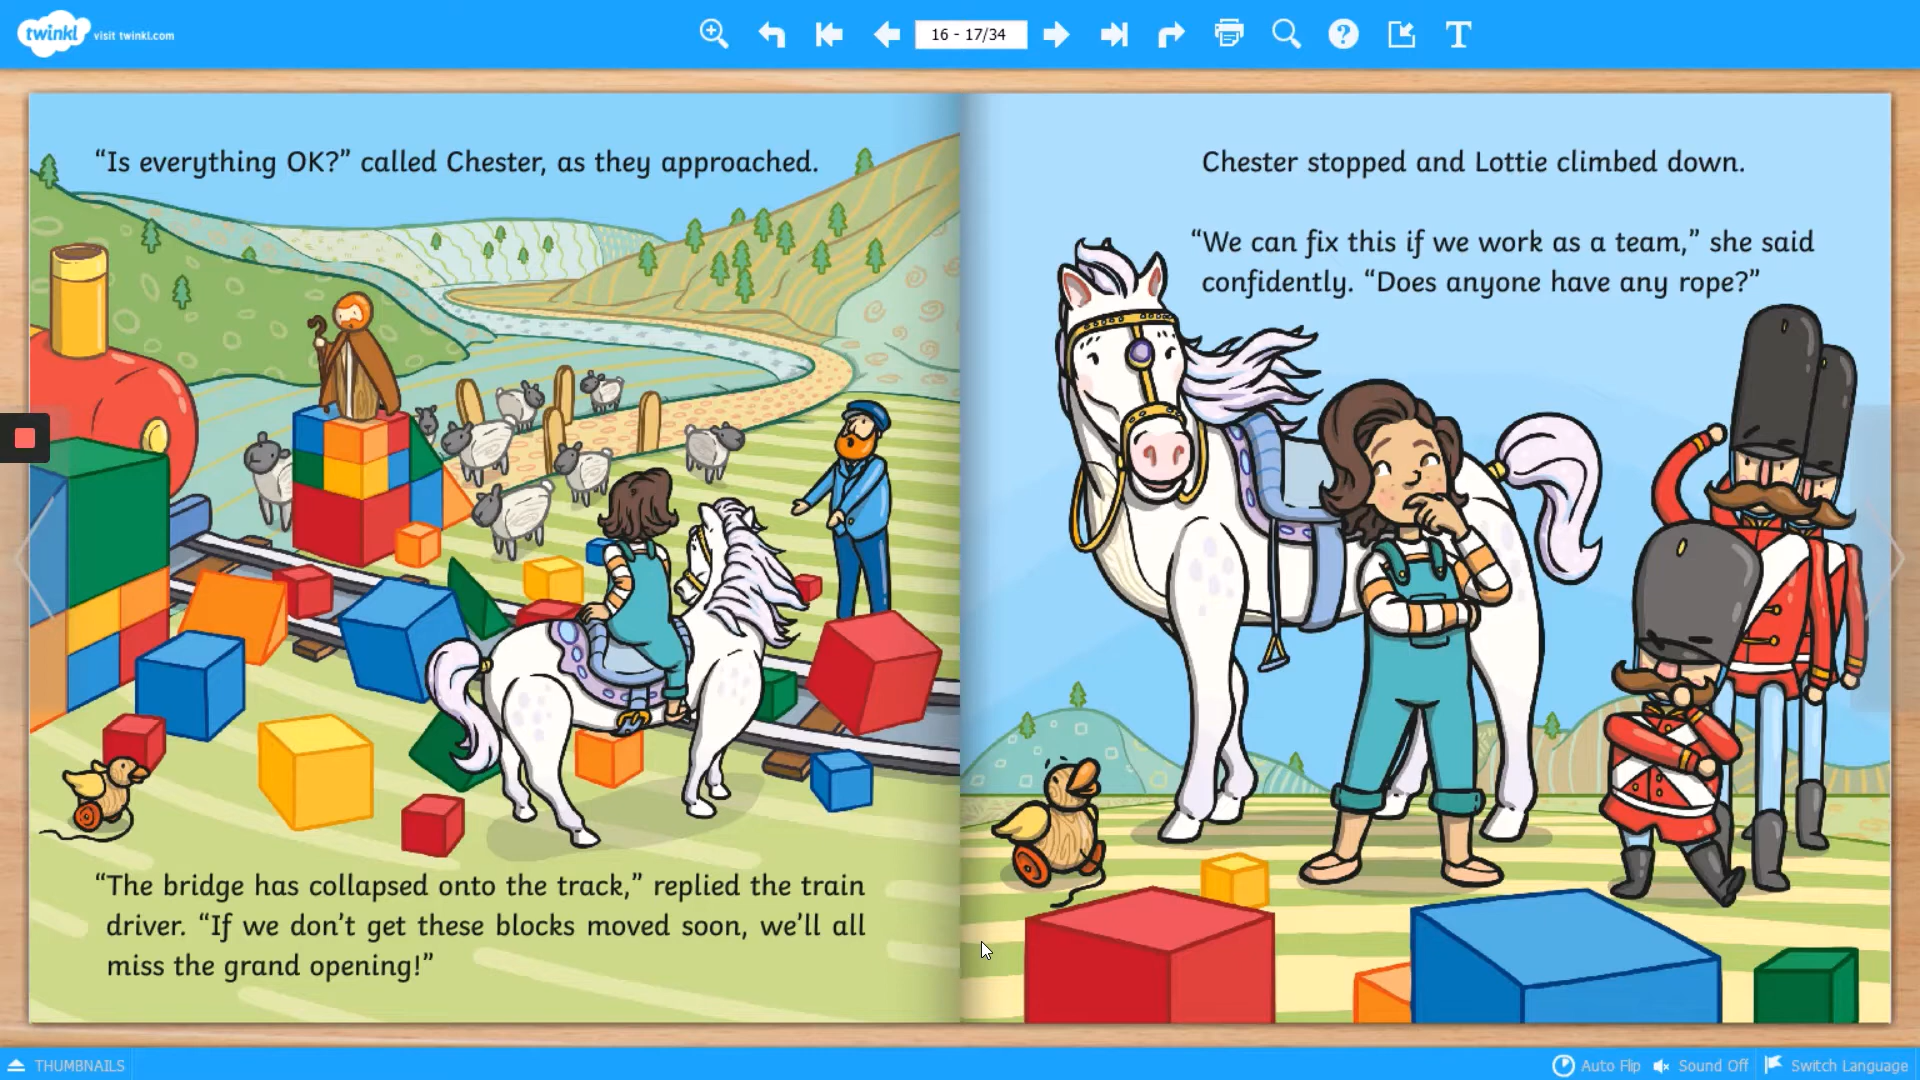 twinkl visit twinkl.com
16 - 17/34
? T
“Is everything OK?” called Chester, as they approached.
“The bridge has collapsed onto the track,” replied the train
driver. “If we don’t get these blocks moved soon, we’ll all
miss the grand opening!”
Chester stopped and Lottie climbed down.
“We can fix this if we work as a team,” she said
confidently. “Does anyone have any rope?”
THUMBNAILS
Auto Flip Sound Off Switch Language